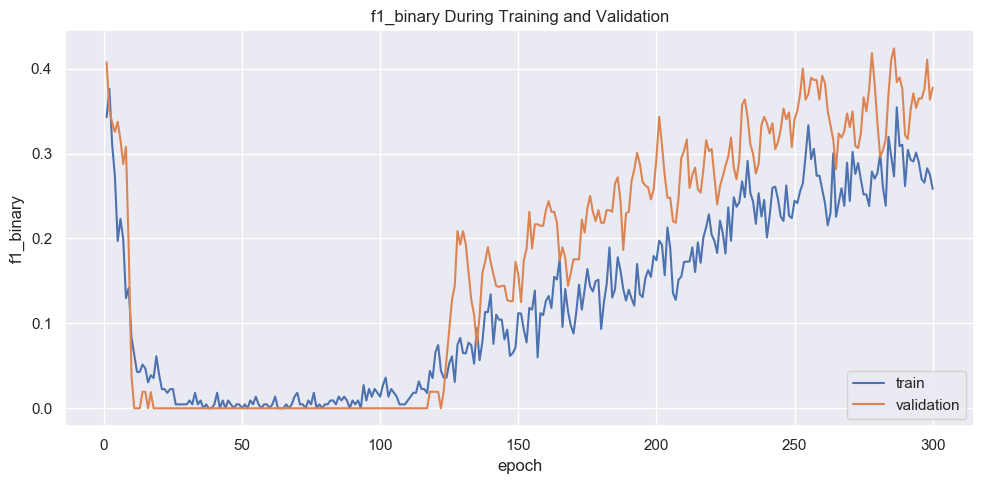 f1_binary During Training and Validation
f1_binary
0.4
0.3
0.2
0.1
0.0
0
50
100
150
200
250
300
epoch
train
validation